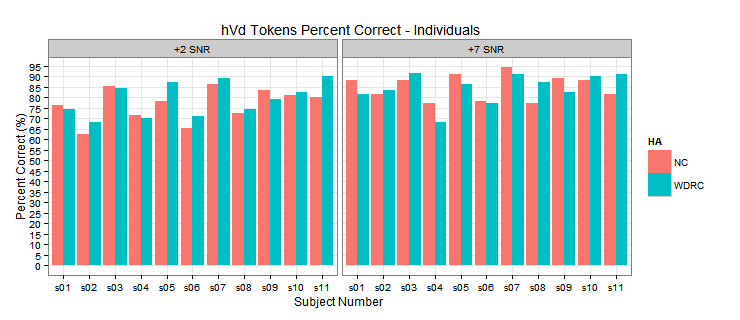 hVd Tokens Percent Correct - Individuals
+2 SNR
+7 SNR
Percent Correct (%)
95
90
85
80
75
70
65
60
55
50
45
40
35
30
25
20
15
10
5
0
s01 s02 s03 s04 s05 s06 s07 s08 s09 s10 s11
s01 s02 s03 s04 s05 s06 s07 s08 s09 s10 s11
Subject Number
HA
NC
WDRC